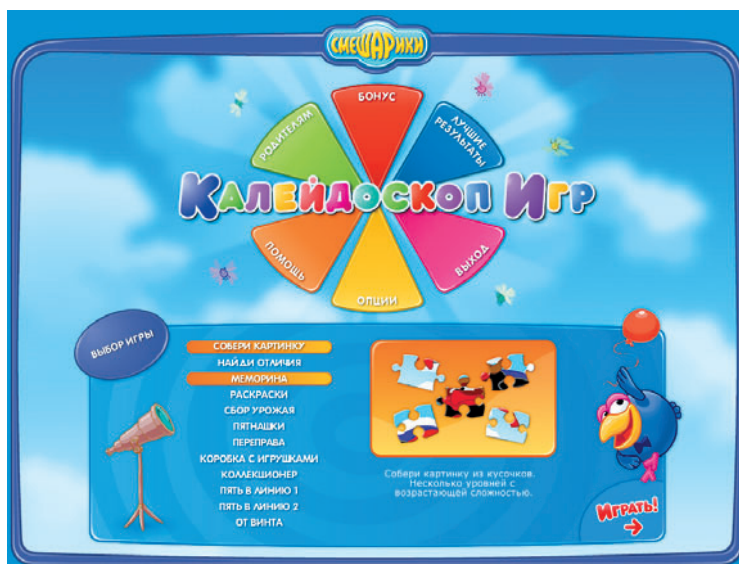 СМЕШАРИКИ
БОНУС
РОДИТЕЛЯМ
ЛУЧШИЕ
РЕЗУЛЬТАТЫ
КАЛЕЙДОСКОП ИГР
ПОМОЩЬ
ВЫХОД
ОПЦИИ
ВЫБОР ИГРЫ
СОБЕРИ КАРТИНКУ
НАЙДИ ОТЛИЧИЯ
МЕМОРИНА
РАСКРАСКИ
СБОР УРОЖАЯ
ПЯТНАШКИ
ПЕРЕПРАВА
КОРОБКА С ИГРУШКАМИ
КОЛЛЕКЦИОНЕР
ПЯТЬ В ЛИНИЮ 1
ПЯТЬ В ЛИНИЮ 2
ОТ ВИНТА
Собери картинку из кусочков.
Несколько уровней с
возрастающей сложностью.
ИГРАТЬ!